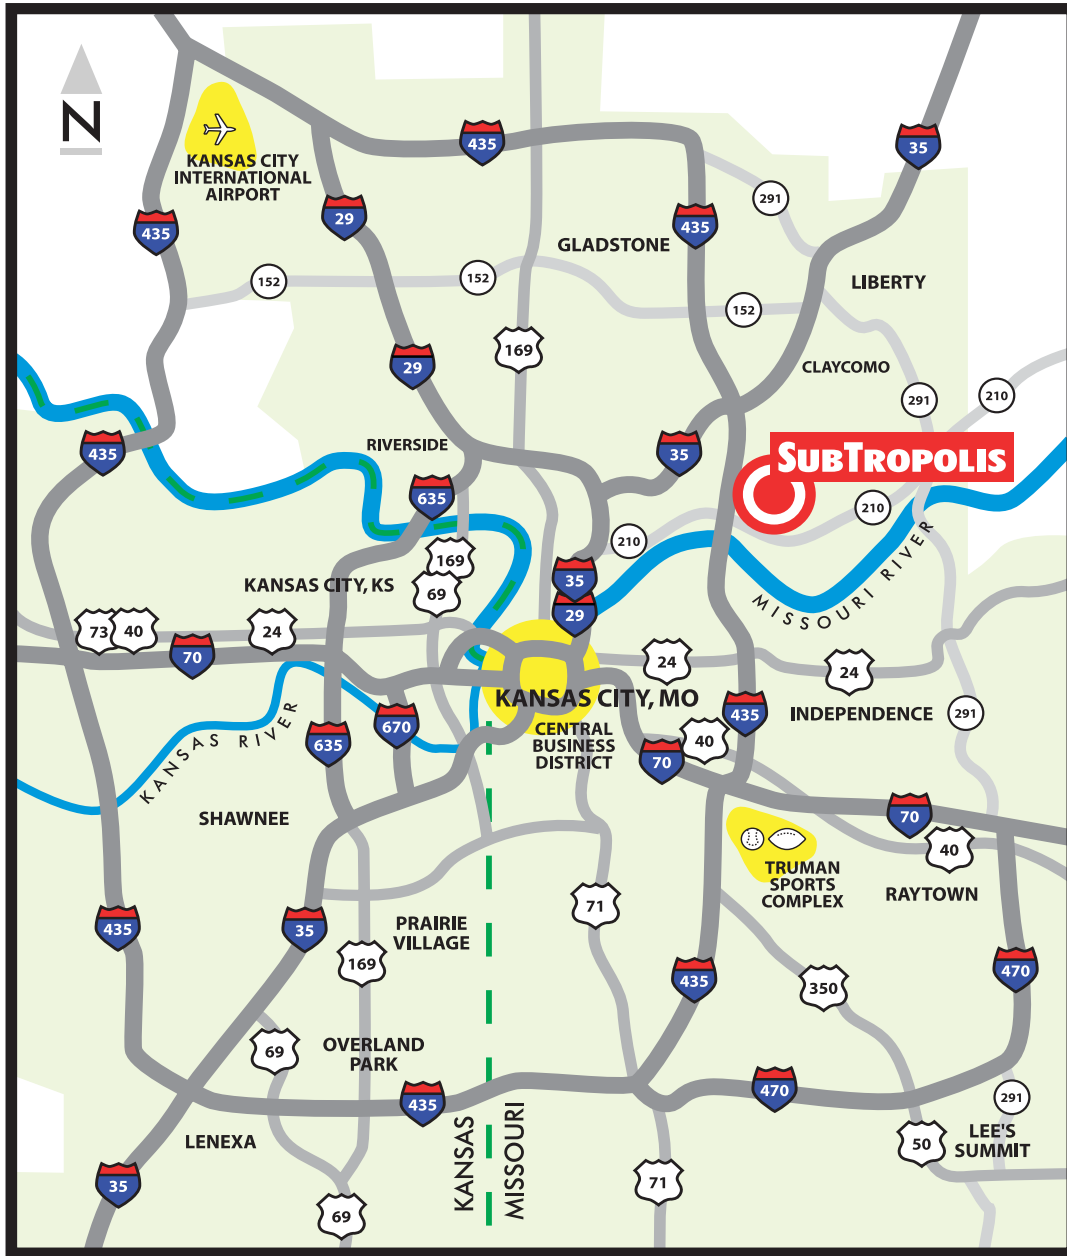 N
KANSAS CITY
INTERNATIONAL
AIRPORT
435
35
291
435
29
435
GLADSTONE
152
152
LIBERTY
152
169
29
CLAYCOMO
291
210
RIVERSIDE
435
35
SUBTROPOLIS
635
210
210
169
KANSAS CITY, KS
69
35
29
MISSOURI RIVER
73
40
24
70
24
24
KANSAS CITY, MO
CENTRAL
BUSINESS
DISTRICT
435
INDEPENDENCE
291
KANSAS RIVER
635
670
40
70
SHAWNEE
70
40
TRUMAN
SPORTS
COMPLEX
RAYTOWN
435
35
PRAIRIE
VILLAGE
71
169
435
350
470
69
OVERLAND
PARK
435
470
291
KANSAS
MISSOURI
LENEXA
50
LEE'S
SUMMIT
35
69
71